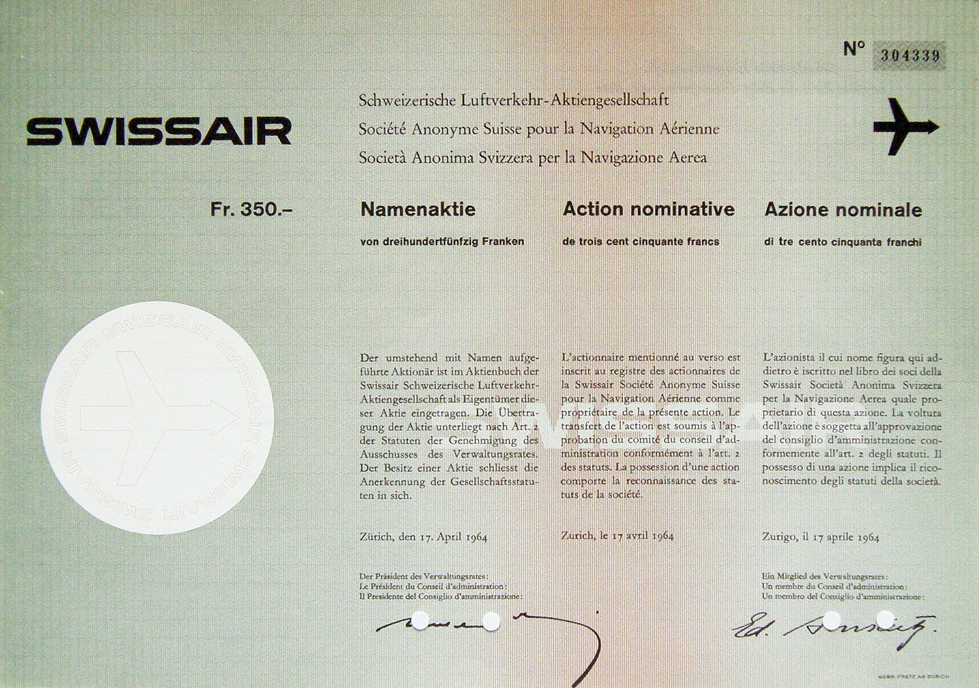 Nº 304339
SWISSAIR
Schweizerische Luftverkehr-Aktiengesellschaft
Société Anonyme Suisse pour la Navigation Aérienne
Società Anonima Svizzera per la Navigazione Aerea
Fr. 350.–
Namenaktie
von dreihundertfünfzig Franken
Action nominative
de trois cent cinquante francs
Azione nominale
di tre cento cinquanta franchi
SWISSAIR SWISSAIR SWISSAIR SWISSAIR SWISSAIR
Der umstehend mit Namen aufge-
führte Aktionär ist im Aktienbuch der
Swissair Schweizerische Luftverkehr-
Aktiengesellschaft als Eigentümer die-
ser Aktie eingetragen. Die Übertra-
gung der Aktie unterliegt nach Art. 2
der Statuten der Genehmigung des
Ausschusses des Verwaltungsrates.
Der Besitz einer Aktie schliesst die
Anerkennung der Gesellschaftsstatu-
ten in sich.
Zürich, den 17. April 1964
L'actionnaire mentionné au verso est
inscrit au registre des actionnaires de
la Swissair Société Anonyme Suisse
pour la Navigation Aérienne comme
propriétaire de la présente action. Le
transfert de l'action est soumis à l'ap-
probation du comité du conseil d'ad-
ministration conformément à l'art. 2
des statuts. La possession d'une action
comporte la reconnaissance des sta-
tuts de la société.
Zurich, le 17 avril 1964
L'azionista il cui nome figura qui ad-
dietro è iscritto nel libro dei soci della
Swissair Società Anonima Svizzera
per la Navigazione Aerea quale pro-
prietario di questa azione. La voltura
dell'azione è soggetta all'approvazione
del consiglio d'amministrazione con-
formemente all'art. 2 degli statuti. Il
possesso di una azione implica il rico-
noscimento degli statuti della società.
Zurigo, il 17 aprile 1964
Der Präsident des Verwaltungsrates:
Le Président du Conseil d'administration:
Il Presidente del Consiglio d'amministrazione:
Ein Mitglied des Verwaltungsrates:
Un membre du Conseil d'administration:
Un membro del Consiglio d'amministrazione:
Ed.
GEBR. FRETZ AG ZÜRICH